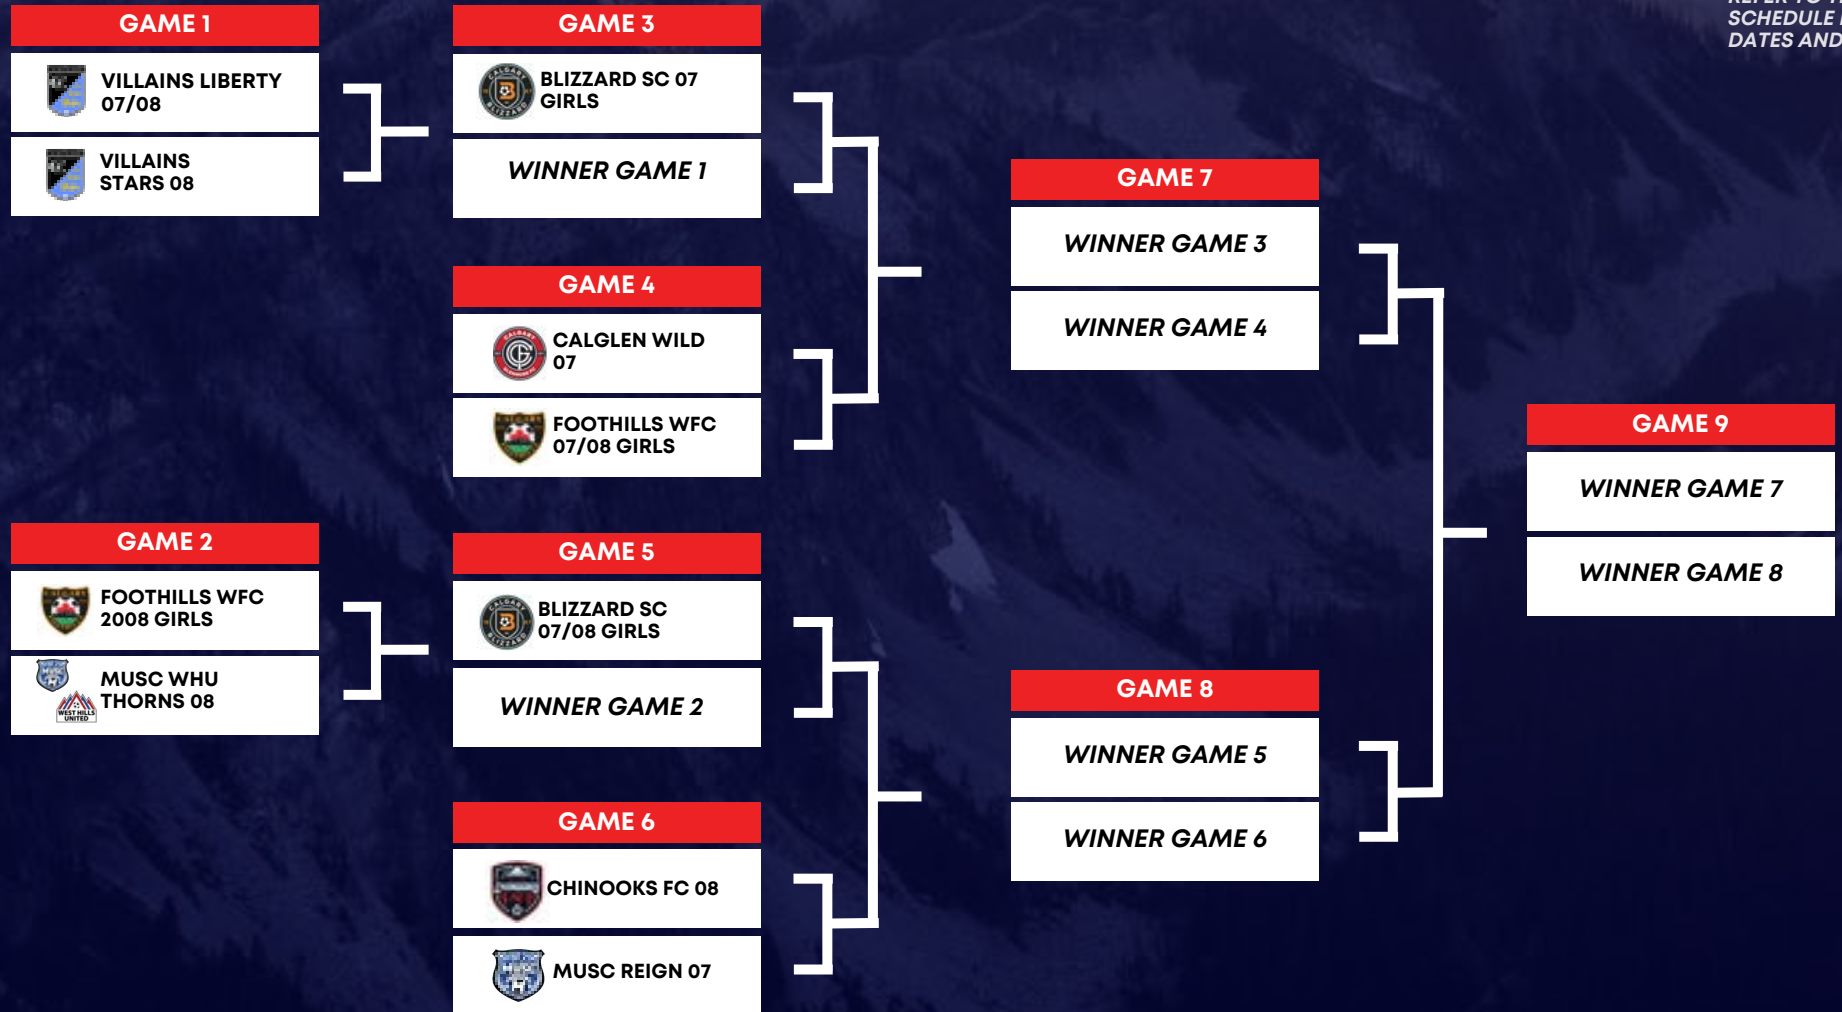 GAME 1
VILLAINS LIBERTY
07/08
VILLAINS
STARS 08
GAME 2
FOOTHILLS WFC
2008 GIRLS
MUSC WHU
THORNS 08
WEST HILLS
UNITED
GAME 3
BLIZZARD SC 07
GIRLS
WINNER GAME 1
GAME 4
CALGLEN WILD
07
FOOTHILLS WFC
07/08 GIRLS
GAME 5
BLIZZARD SC
07/08 GIRLS
WINNER GAME 2
GAME 6
CHINOOKS FC 08
MUSC REIGN 07
GAME 7
WINNER GAME 3
WINNER GAME 4
GAME 8
WINNER GAME 5
WINNER GAME 6
GAME 9
WINNER GAME 7
WINNER GAME 8
SCHEDULE
DATES AND